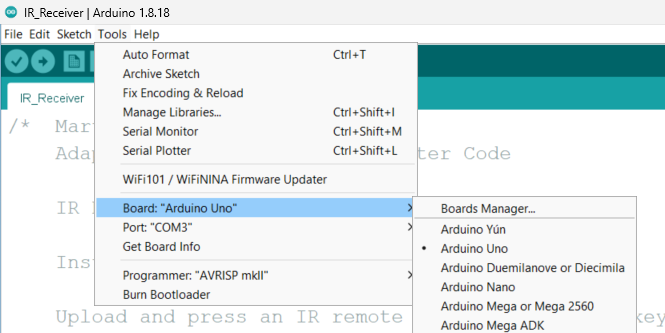 IR_Receiver | Arduino 1.8.18
File Edit Sketch Tools Help
IR_Receiver
Auto Format Ctrl+T
Archive Sketch
Fix Encoding & Reload
Manage Libraries... Ctrl+Shift+I
Serial Monitor Ctrl+Shift+M
Serial Plotter Ctrl+Shift+L
WiFi101 / WiFiNINA Firmware Updater
Board: "Arduino Uno"
Port: "COM3"
Get Board Info
Programmer: "AVRISP mkII"
Burn Bootloader
Boards Manager...
Arduino Yún
Arduino Uno
Arduino Duemilanove or Diecimila
Arduino Nano
Arduino Mega or Mega 2560
Arduino Mega ADK
/* Mar
Adap ter Code
IR
Ins
Upload and press an IR remote key